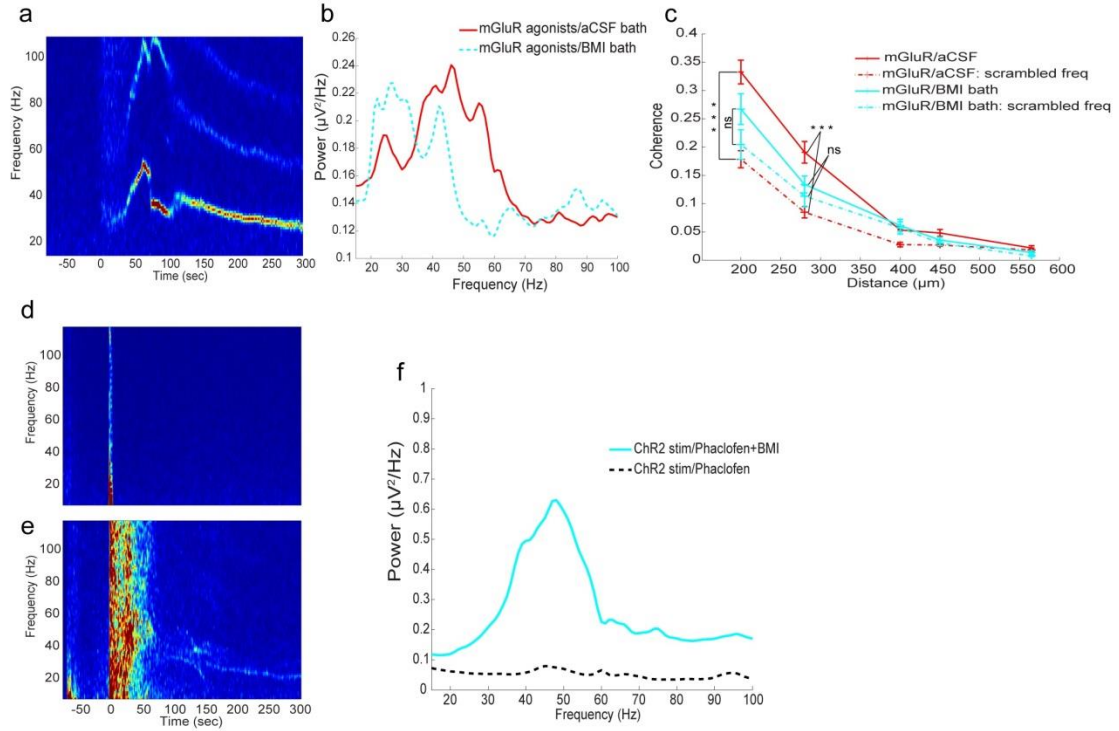 a
Frequency (Hz)
100
80
60
40
20
-50 0 50 100 150 200 250 300
Time (sec)
b
mGluR agonists/aCSF bath
mGluR agonists/BMI bath
Power (µV²/Hz)
0.28
0.26
0.24
0.22
0.20
0.18
0.16
0.14
0.12
0.1
20 30 40 50 60 70 80 90 100
Frequency (Hz)
c
mGluR/aCSF
mGluR/aCSF: scrambled freq
mGluR/BMI bath
mGluR/BMI bath: scrambled freq
Coherence
0.4
0.35
0.3
0.25
0.2
0.15
0.1
0.05
0
* * *
ns
* * *
ns
200 250 300 350 400 450 500 550 600
Distance (µm)
d
Frequency (Hz)
100
80
60
40
20
e
Frequency (Hz)
100
80
60
40
20
-50 0 50 100 150 200 250 300
Time (sec)
f
ChR2 stim/Phaclofen+BMI
ChR2 stim/Phaclofen
Power (µV²/Hz)
1
0.9
0.8
0.7
0.6
0.5
0.4
0.3
0.2
0.1
0
20 30 40 50 60 70 80 90 100
Frequency (Hz)